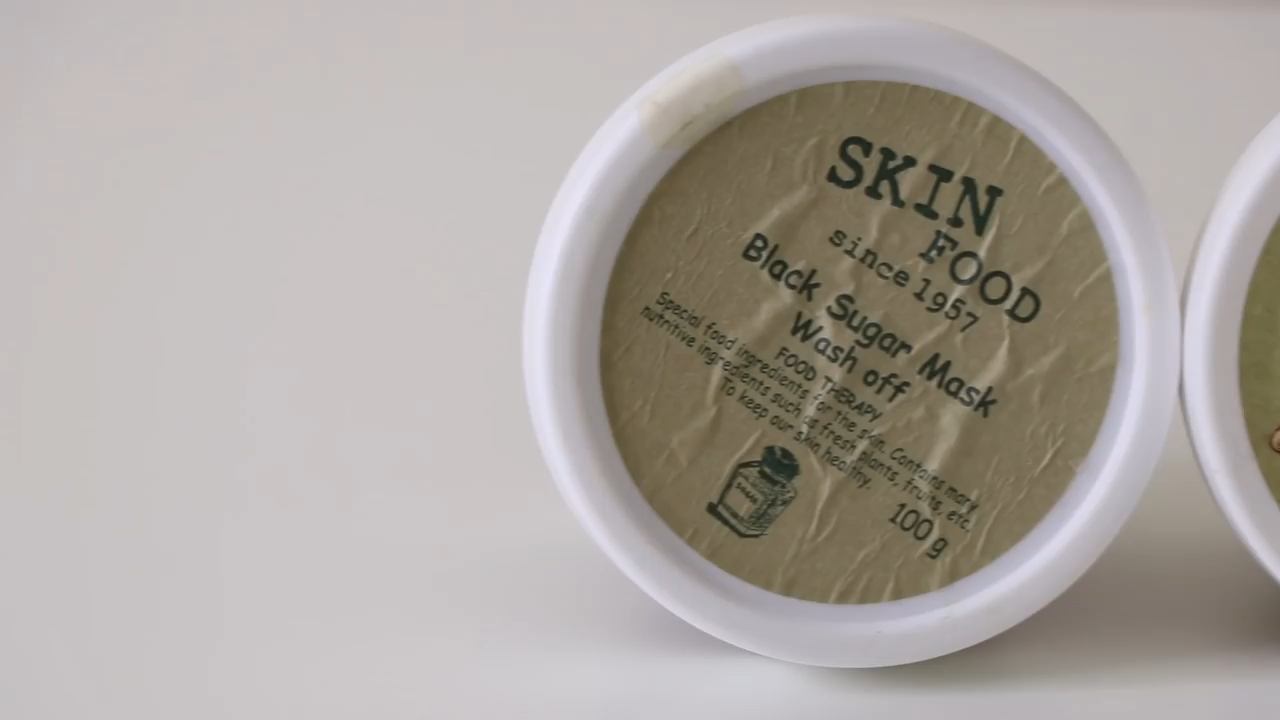 SKIN
FOOD
since 1957
Black Sugar Mask
Wash off
FOOD THERAPY
Special food ingredients for the skin. Contains many
nutritive ingredients such as fresh plants, fruits, etc.
To keep our skin healthy.
100 g
SUGAR